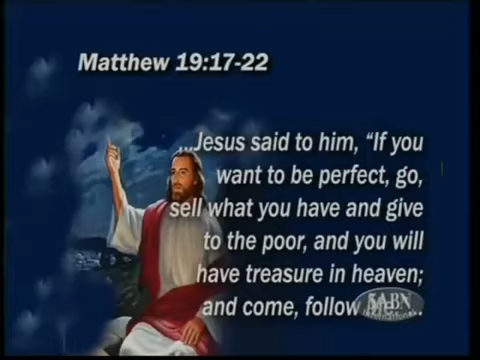 Matthew 19:17-22
...Jesus said to him, “If you
want to be perfect, go,
sell what you have and give
to the poor, and you will
have treasure in heaven;
and come, follow
3ABN